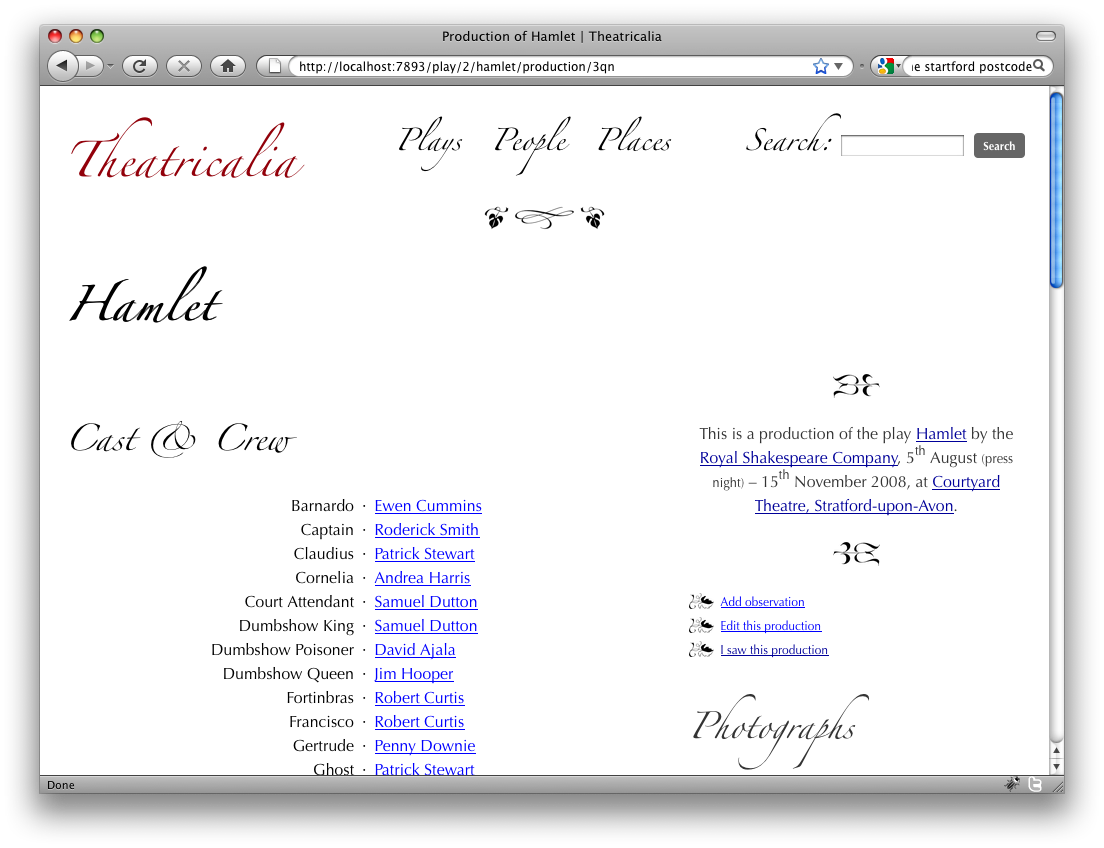 Production of Hamlet | Theatricalia
http://localhost:7893/play/2/hamlet/production/3qn
startford postcode
Theatricalia
Plays People Places
Search:
Search
Hamlet
Cast & Crew
Barnardo · Ewen Cummins
Captain · Roderick Smith
Claudius · Patrick Stewart
Cornelia · Andrea Harris
Court Attendant · Samuel Dutton
Dumbshow King · Samuel Dutton
Dumbshow Poisoner · David Ajala
Dumbshow Queen · Jim Hooper
Fortinbras · Robert Curtis
Francisco · Robert Curtis
Gertrude · Penny Downie
Ghost · Patrick Stewart
This is a production of the play Hamlet by the
Royal Shakespeare Company, 5th August (press
night) – 15th November 2008, at Courtyard
Theatre, Stratford-upon-Avon.
Add observation
Edit this production
I saw this production
Photographs
Done